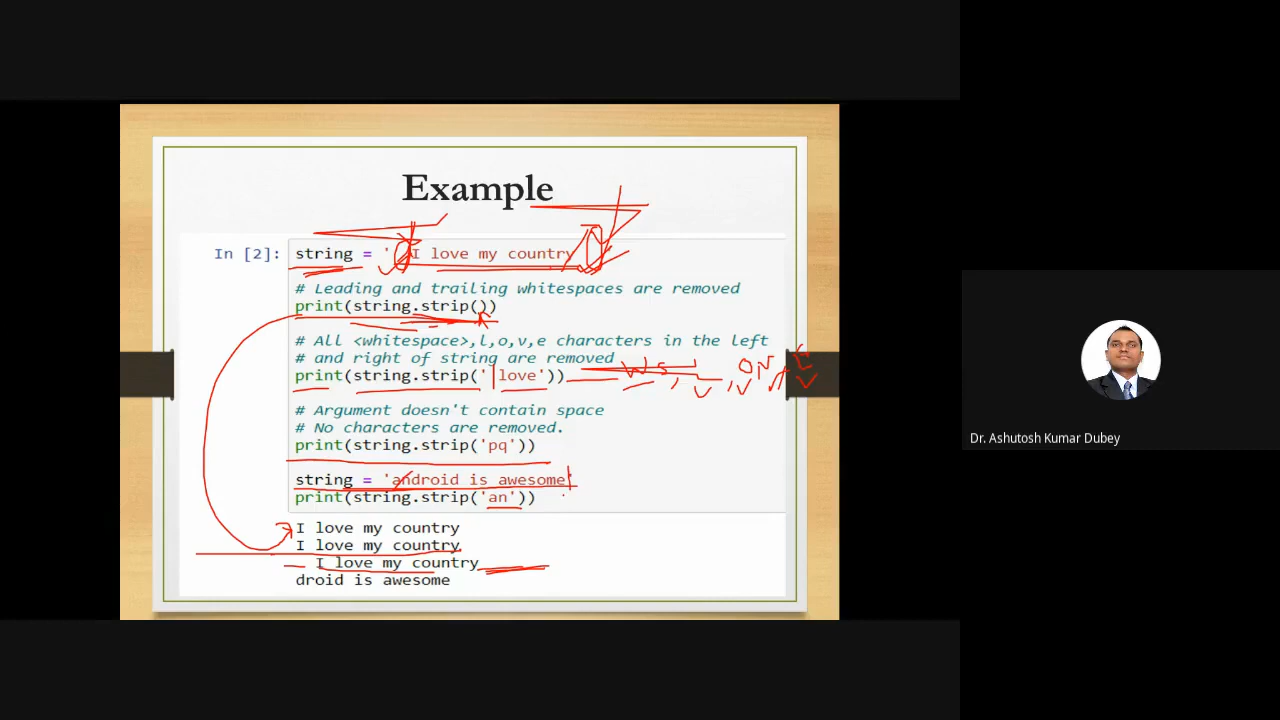 Example
In [2]: string = ' I love my country '
# Leading and trailing whitespaces are removed
print(string.strip())
# All <whitespace>,l,o,v,e characters in the left
# and right of string are removed
print(string.strip(' love'))
# Argument doesn't contain space
# No characters are removed.
print(string.strip('pq'))
string = 'android is awesome'
print(string.strip('an'))
I love my country
I love my country
I love my country
droid is awesome
Dr. Ashutosh Kumar Dubey